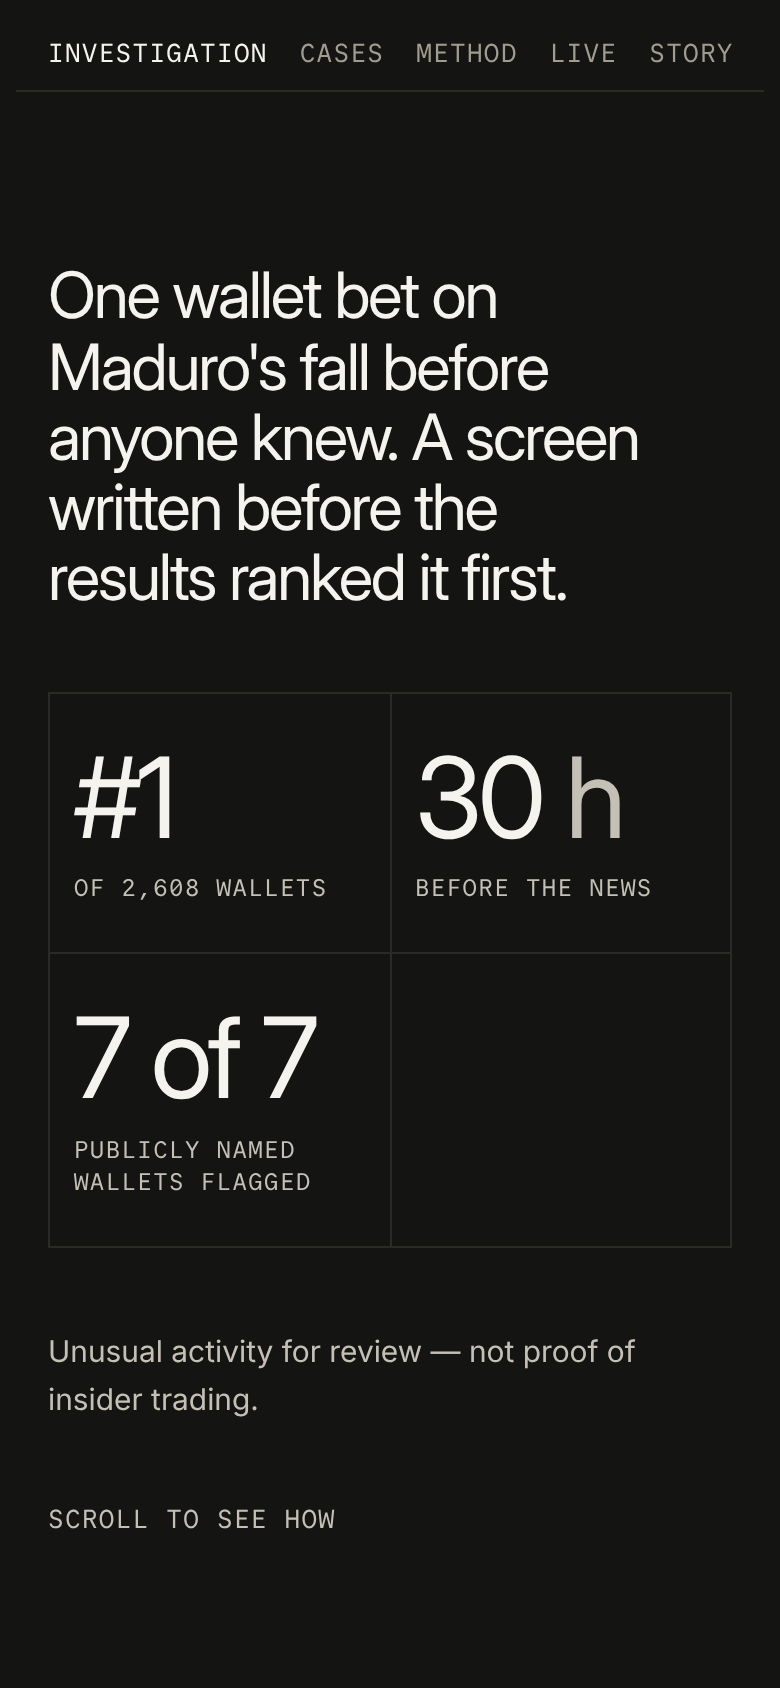 INVESTIGATION CASES METHOD LIVE STORY
One wallet bet on
Maduro's fall before
anyone knew. A screen
written before the
results ranked it first.
#1
OF 2,608 WALLETS
30 h
BEFORE THE NEWS
7 of 7
PUBLICLY NAMED
WALLETS FLAGGED
Unusual activity for review — not proof of
insider trading.
SCROLL TO SEE HOW